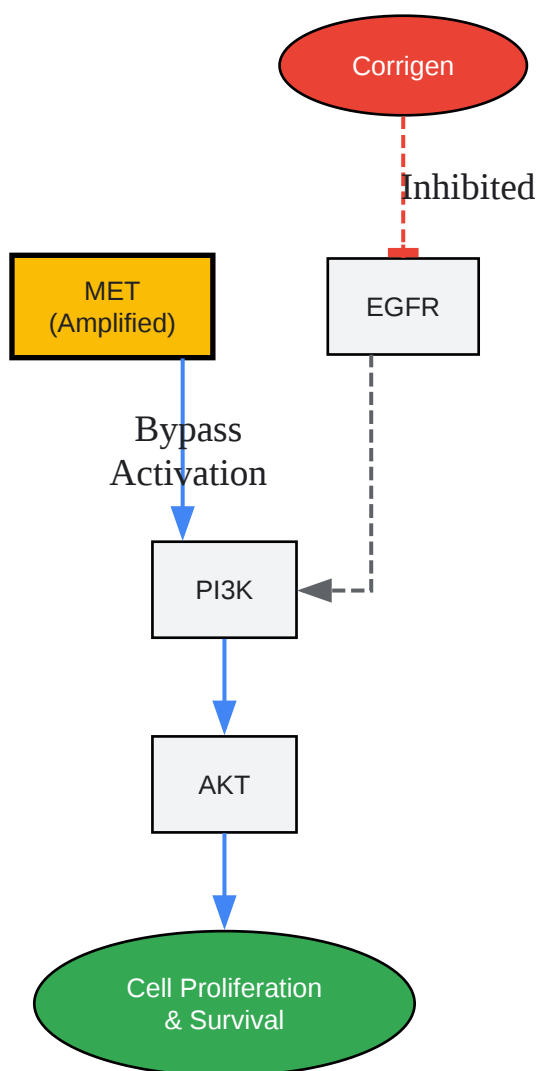 Corrigen
Inhibited
MET
(Amplified)
EGFR
Bypass
Activation
PI3K
AKT
Cell Proliferation
& Survival